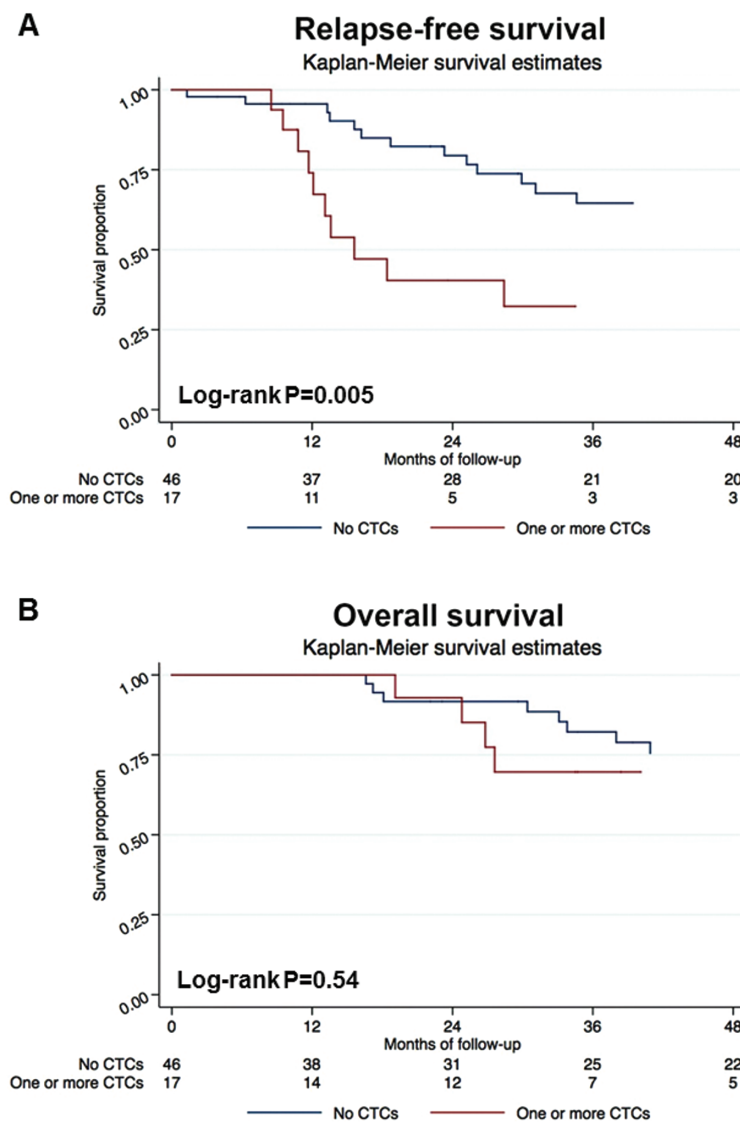 A
Relapse-free survival
Kaplan-Meier survival estimates
1.00
0.75
0.50
0.25
0.00
Survival proportion
Log-rank P=0.005
0 12 24 36 48
Months of follow-up
No CTCs 46 37 28 21 20
One or more CTCs 17 11 5 3 3
No CTCs One or more CTCs
B
Overall survival
Kaplan-Meier survival estimates
1.00
0.75
0.50
0.25
0.00
Survival proportion
Log-rank P=0.54
0 12 24 36 48
Months of follow-up
No CTCs 46 38 31 25 22
One or more CTCs 17 14 12 7 5
No CTCs One or more CTCs